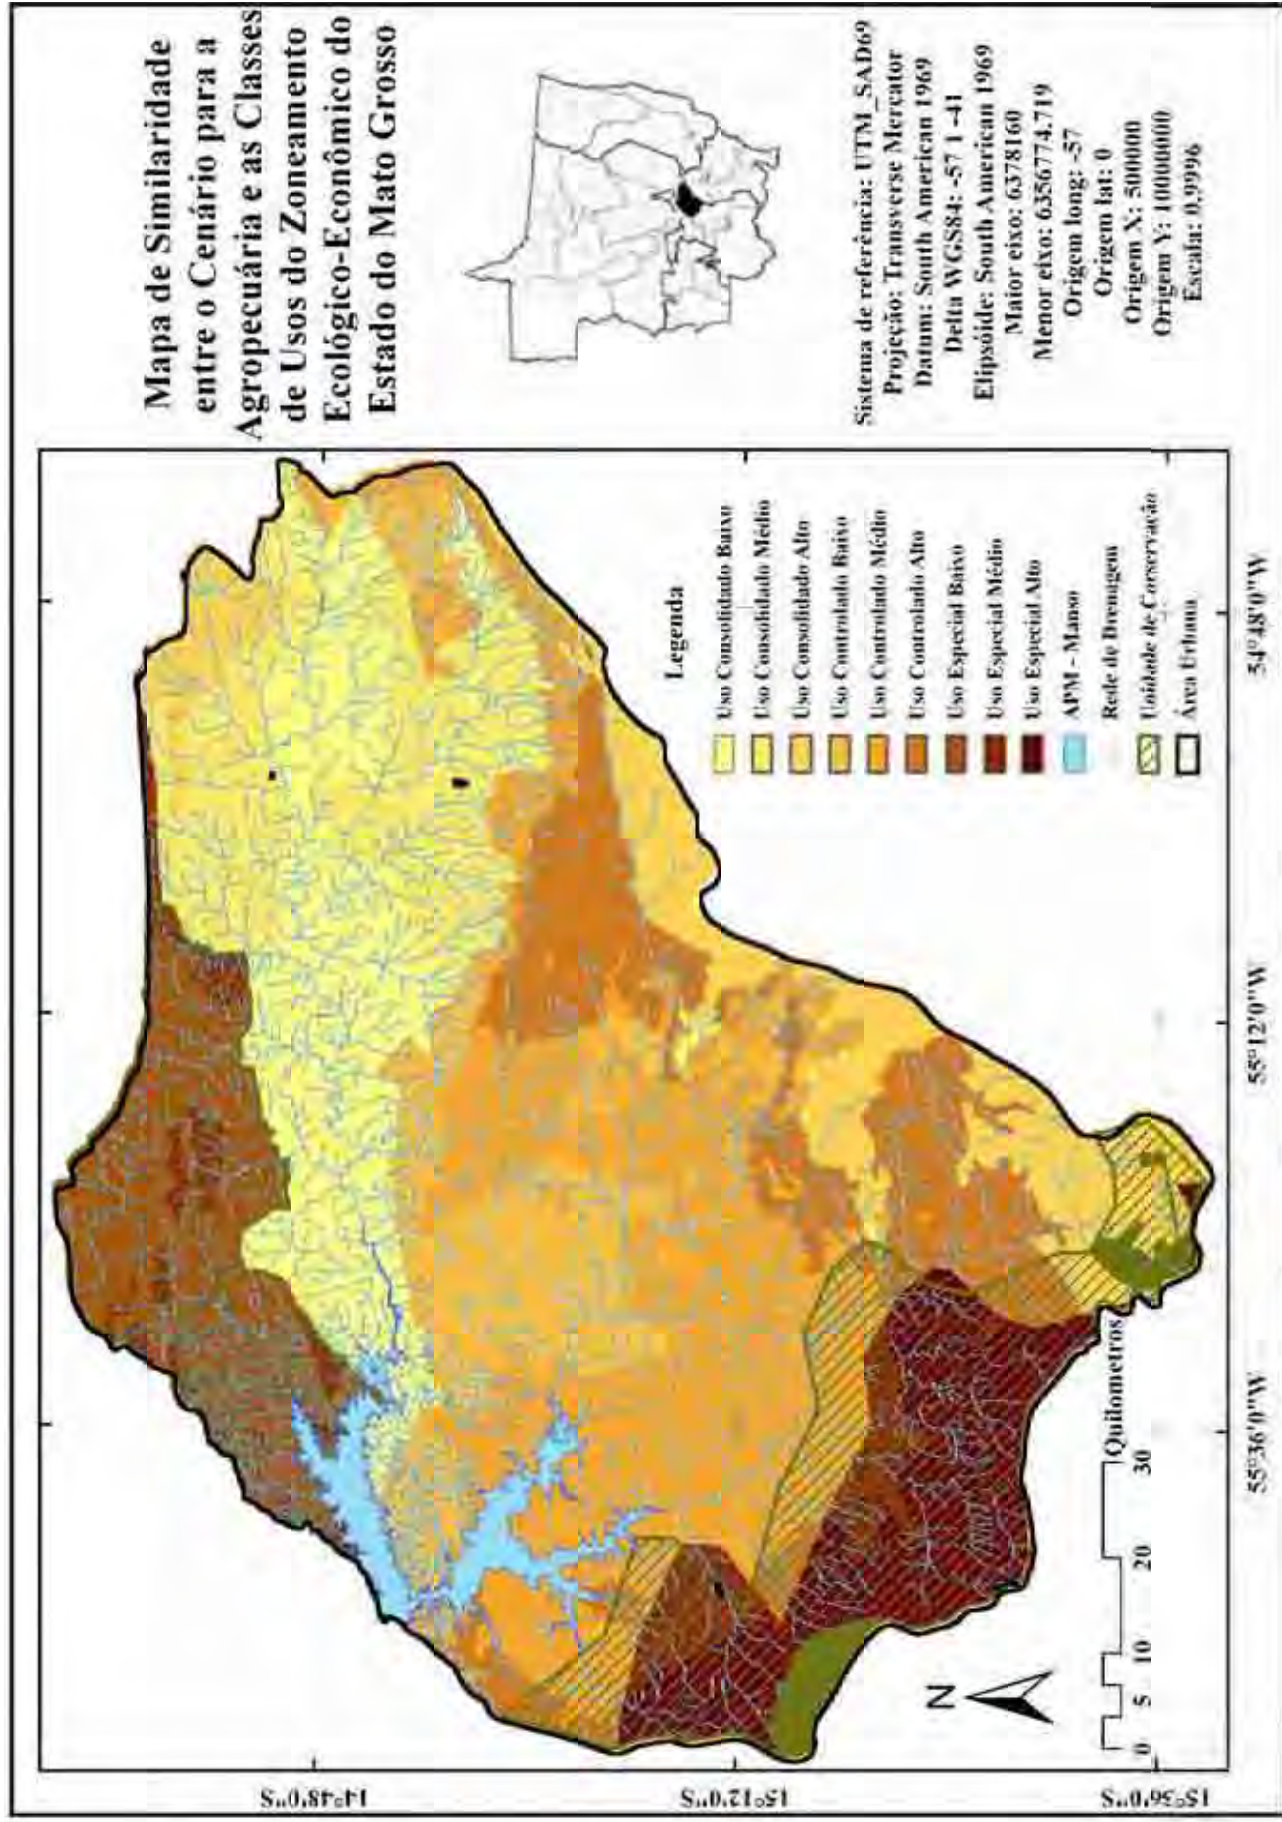 Mapa de Similaridade
entre o Cenário para a
Agropecuária e as Classes
de Usos do Zoneamento
Ecológico-Econômico do
Estado do Mato Grosso
Sistema de referência: UTM_SAD69
Projeção: Transverse Mercator
Datum: South American 1969
Delta WGS84: -57 1 -41
Elipsóide: South American 1969
Maior eixo: 6378160
Menor eixo: 6356774.719
Origem long: -57
Origem lat: 0
Origem X: 500000
Origem Y: 10000000
Escala: 0,9996
Legenda
Uso Consolidado Baixo
Uso Consolidado Médio
Uso Consolidado Alto
Uso Controlado Baixo
Uso Controlado Médio
Uso Controlado Alto
Uso Especial Baixo
Uso Especial Médio
Uso Especial Alto
APM - Manso
Rede de Drenagem
Unidade de Conservação
Área Urbana
N
Quilometros
0 5 10 20 30
14°48'0"S
15°12'0"S
15°36'0"S
55°36'0"W
55°12'0"W
54°48'0"W